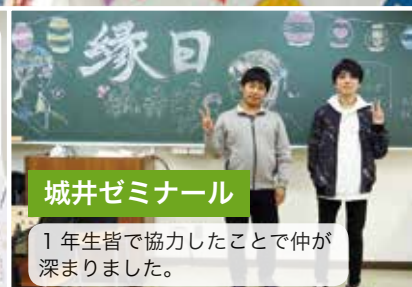 縁日
城井ゼミナール
1 年生皆で協力したことで仲が
深まりました。